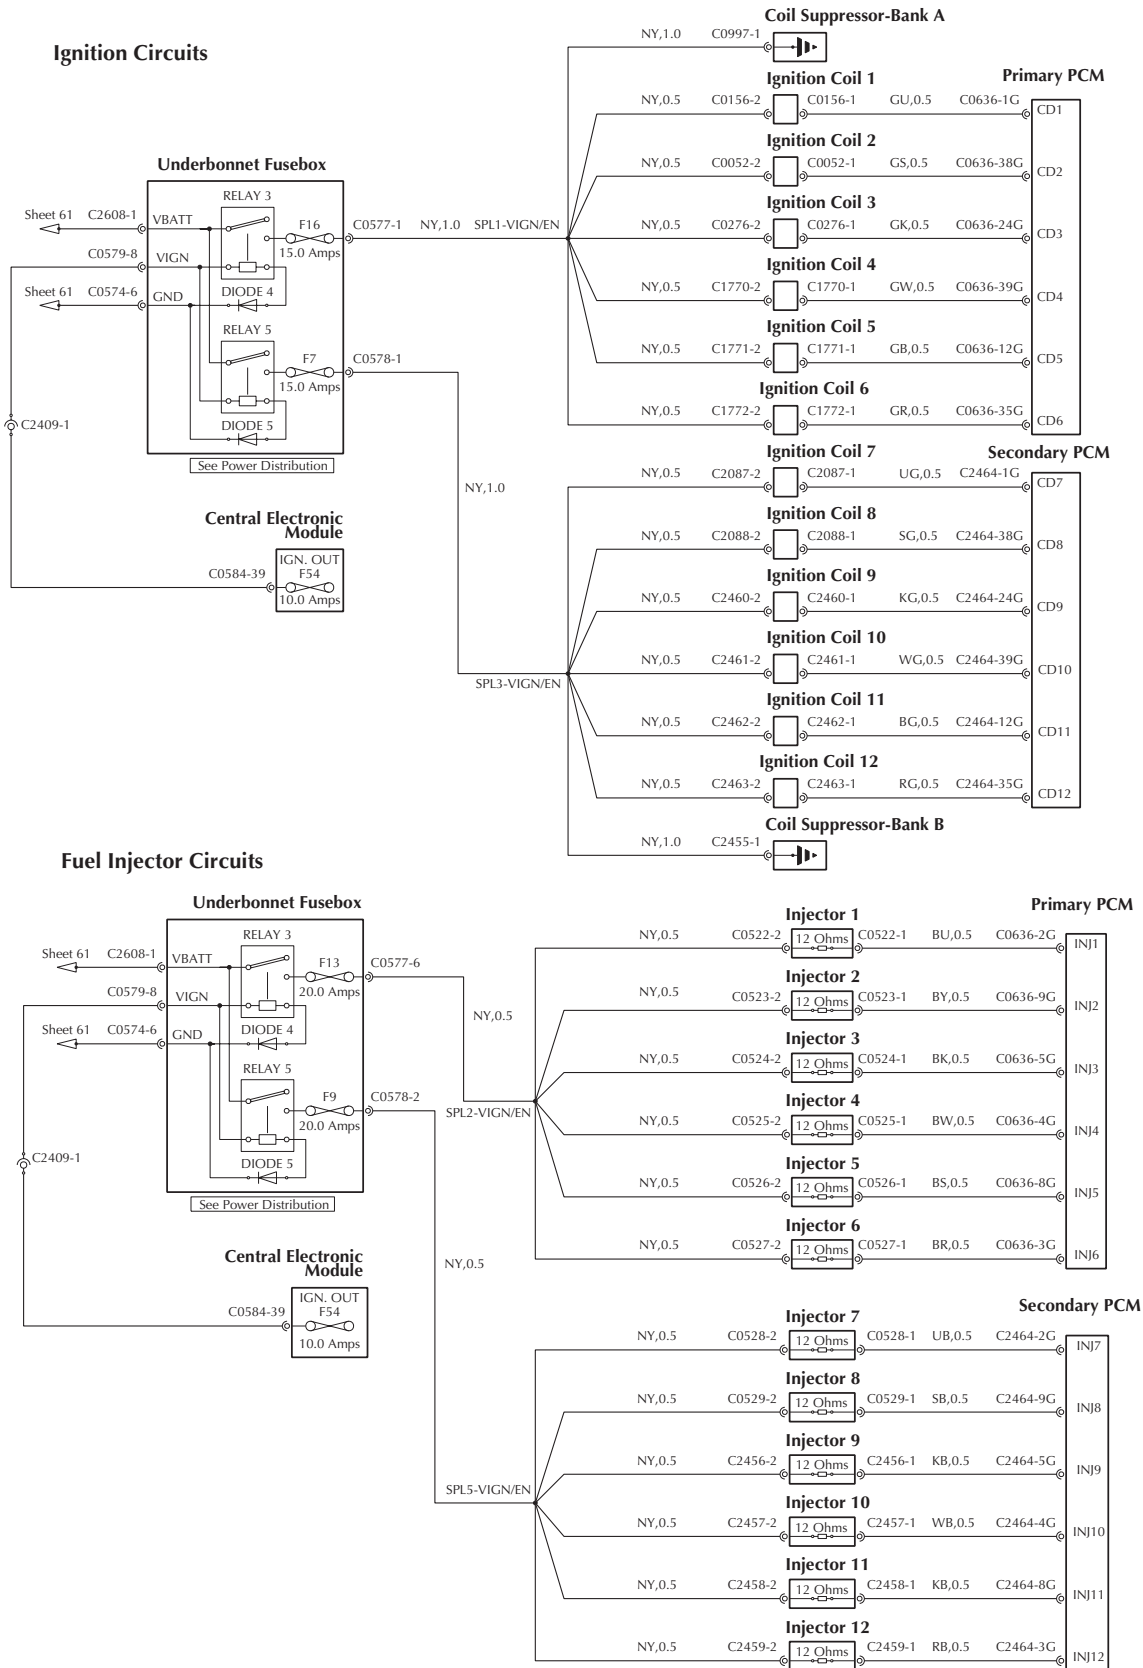 Ignition Circuits
Coil Suppressor-Bank A
NY,1.0 C0997-1
Primary PCM
Ignition Coil 1
NY,0.5 C0156-2 C0156-1 GU,0.5 C0636-1G CD1
Ignition Coil 2
NY,0.5 C0052-2 C0052-1 GS,0.5 C0636-38G CD2
Ignition Coil 3
NY,0.5 C0276-2 C0276-1 GK,0.5 C0636-24G CD3
Ignition Coil 4
NY,0.5 C1770-2 C1770-1 GW,0.5 C0636-39G CD4
Ignition Coil 5
NY,0.5 C1771-2 C1771-1 GB,0.5 C0636-12G CD5
Ignition Coil 6
NY,0.5 C1772-2 C1772-1 GR,0.5 C0636-35G CD6
Underbonnet Fusebox
RELAY 3
Sheet 61 C2608-1 VBATT
F16
15.0 Amps
C0577-1 NY,1.0 SPL1-VIGN/EN
C0579-8 VIGN
Sheet 61 C0574-6 GND
DIODE 4
RELAY 5
F7
15.0 Amps
C0578-1
DIODE 5
C2409-1
See Power Distribution
NY,1.0
Central Electronic
Module
IGN. OUT
C0584-39 F54
10.0 Amps
SPL3-VIGN/EN
Secondary PCM
Ignition Coil 7
NY,0.5 C2087-2 C2087-1 UG,0.5 C2464-1G CD7
Ignition Coil 8
NY,0.5 C2088-2 C2088-1 SG,0.5 C2464-38G CD8
Ignition Coil 9
NY,0.5 C2460-2 C2460-1 KG,0.5 C2464-24G CD9
Ignition Coil 10
NY,0.5 C2461-2 C2461-1 WG,0.5 C2464-39G CD10
Ignition Coil 11
NY,0.5 C2462-2 C2462-1 BG,0.5 C2464-12G CD11
Ignition Coil 12
NY,0.5 C2463-2 C2463-1 RG,0.5 C2464-35G CD12
Coil Suppressor-Bank B
NY,1.0 C2455-1
Fuel Injector Circuits
Underbonnet Fusebox
RELAY 3
Sheet 61 C2608-1 VBATT
F13
20.0 Amps
C0577-6
C0579-8 VIGN
NY,0.5
Sheet 61 C0574-6 GND
DIODE 4
RELAY 5
F9
20.0 Amps
C0578-2
SPL2-VIGN/EN
DIODE 5
C2409-1
See Power Distribution
NY,0.5
Central Electronic
Module
IGN. OUT
C0584-39 F54
10.0 Amps
SPL5-VIGN/EN
Primary PCM
Injector 1
NY,0.5 C0522-2 12 Ohms C0522-1 BU,0.5 C0636-2G INJ1
Injector 2
NY,0.5 C0523-2 12 Ohms C0523-1 BY,0.5 C0636-9G INJ2
Injector 3
NY,0.5 C0524-2 12 Ohms C0524-1 BK,0.5 C0636-5G INJ3
Injector 4
NY,0.5 C0525-2 12 Ohms C0525-1 BW,0.5 C0636-4G INJ4
Injector 5
NY,0.5 C0526-2 12 Ohms C0526-1 BS,0.5 C0636-8G INJ5
Injector 6
NY,0.5 C0527-2 12 Ohms C0527-1 BR,0.5 C0636-3G INJ6
Secondary PCM
Injector 7
NY,0.5 C0528-2 12 Ohms C0528-1 UB,0.5 C2464-2G INJ7
Injector 8
NY,0.5 C0529-2 12 Ohms C0529-1 SB,0.5 C2464-9G INJ8
Injector 9
NY,0.5 C2456-2 12 Ohms C2456-1 KB,0.5 C2464-5G INJ9
Injector 10
NY,0.5 C2457-2 12 Ohms C2457-1 WB,0.5 C2464-4G INJ10
Injector 11
NY,0.5 C2458-2 12 Ohms C2458-1 KB,0.5 C2464-8G INJ11
Injector 12
NY,0.5 C2459-2 12 Ohms C2459-1 RB,0.5 C2464-3G INJ12